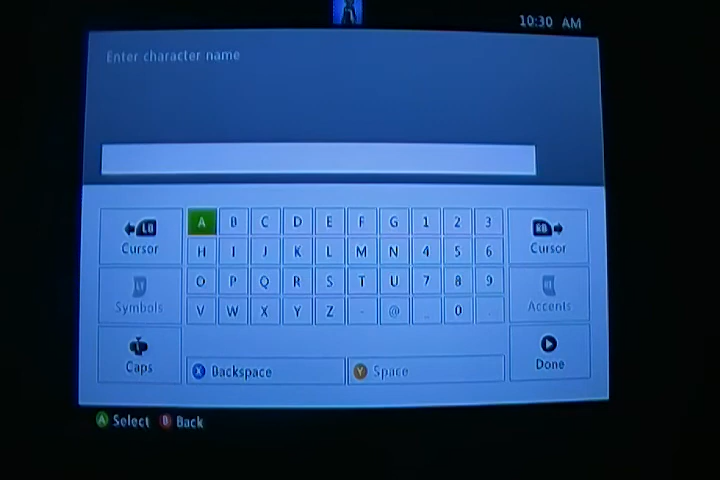 10:30 AM
Enter character name
LB A B C D E F G 1 2 3 RB
Cursor H I J K L M N 4 5 6 Cursor
O P Q R S T U 7 8 9
Symbols V W X Y Z - @ _ 0 . Accents
Caps X Backspace Y Space Done
A Select B Back